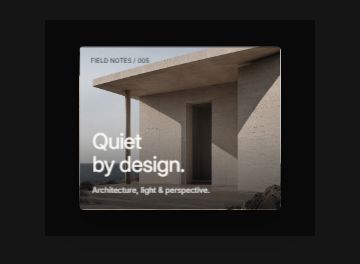 FIELD NOTES / 005
Quiet
by design.
Architecture, light & perspective.